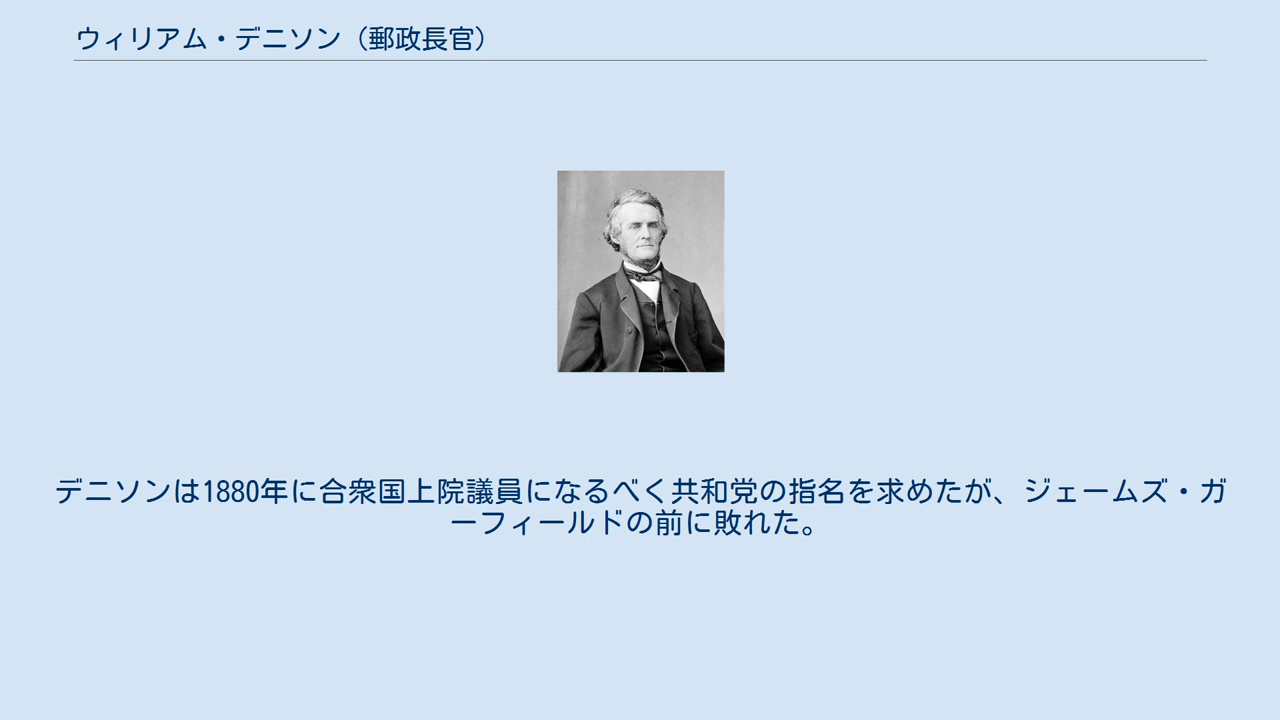 ウィリアム・デニソン（郵政長官）
デニソンは1880年に合衆国上院議員になるべく共和党の指名を求めたが、ジェームズ・ガ
ーフィールドの前に敗れた。